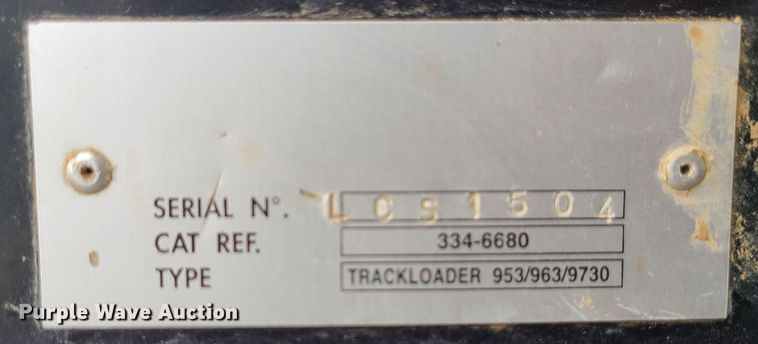 SERIAL N°. LCS1504
CAT REF. 334-6680
TYPE TRACKLOADER 953/963/9730
Purple Wave Auction